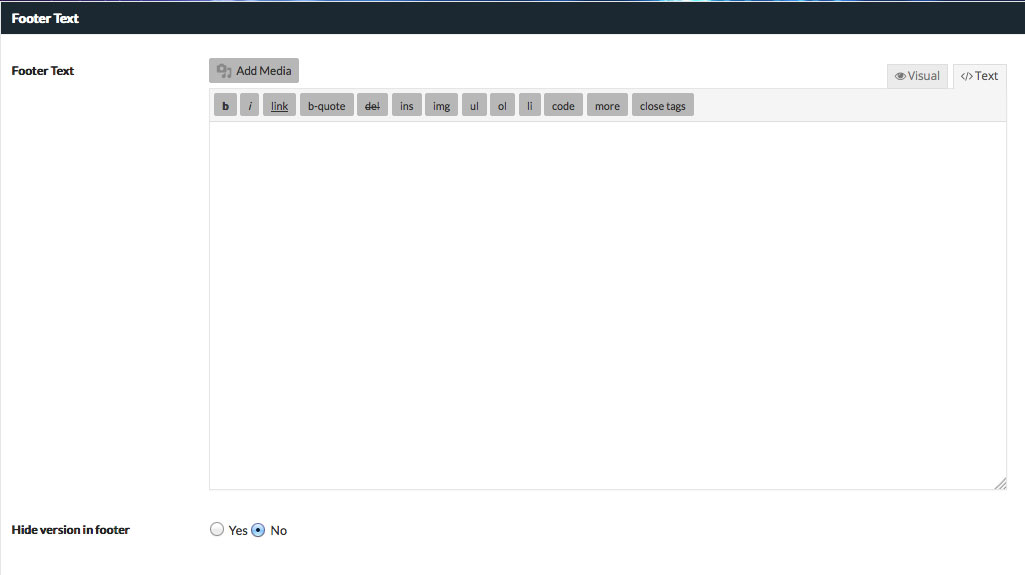 Footer Text
Footer Text
Add Media
Visual
</> Text
b
i
link
b-quote
del
ins
img
ul
ol
li
code
more
close tags
Hide version in footer
Yes
No